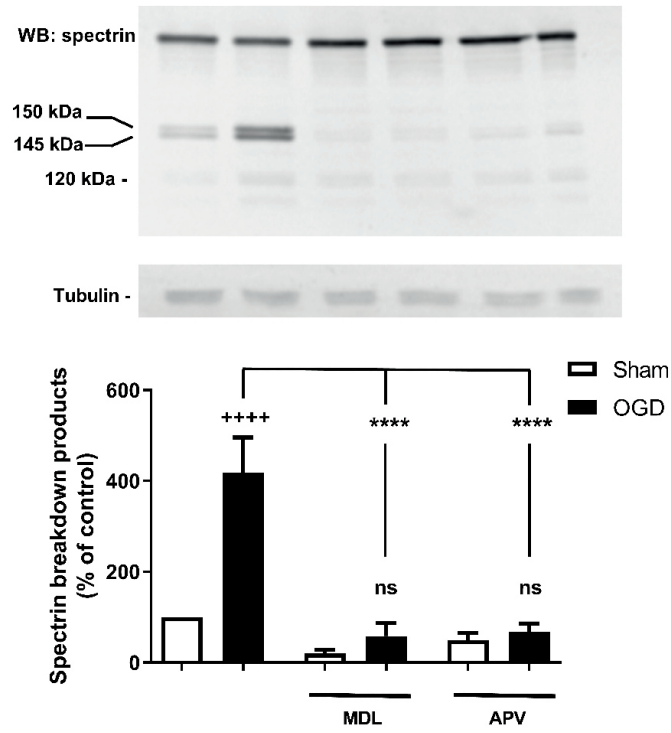 WB: spectrin
150 kDa
145 kDa
120 kDa -
Tubulin -
Sham
OGD
Spectrin breakdown products
(% of control)
600
400
200
0
++++
****
****
ns
ns
MDL
APV